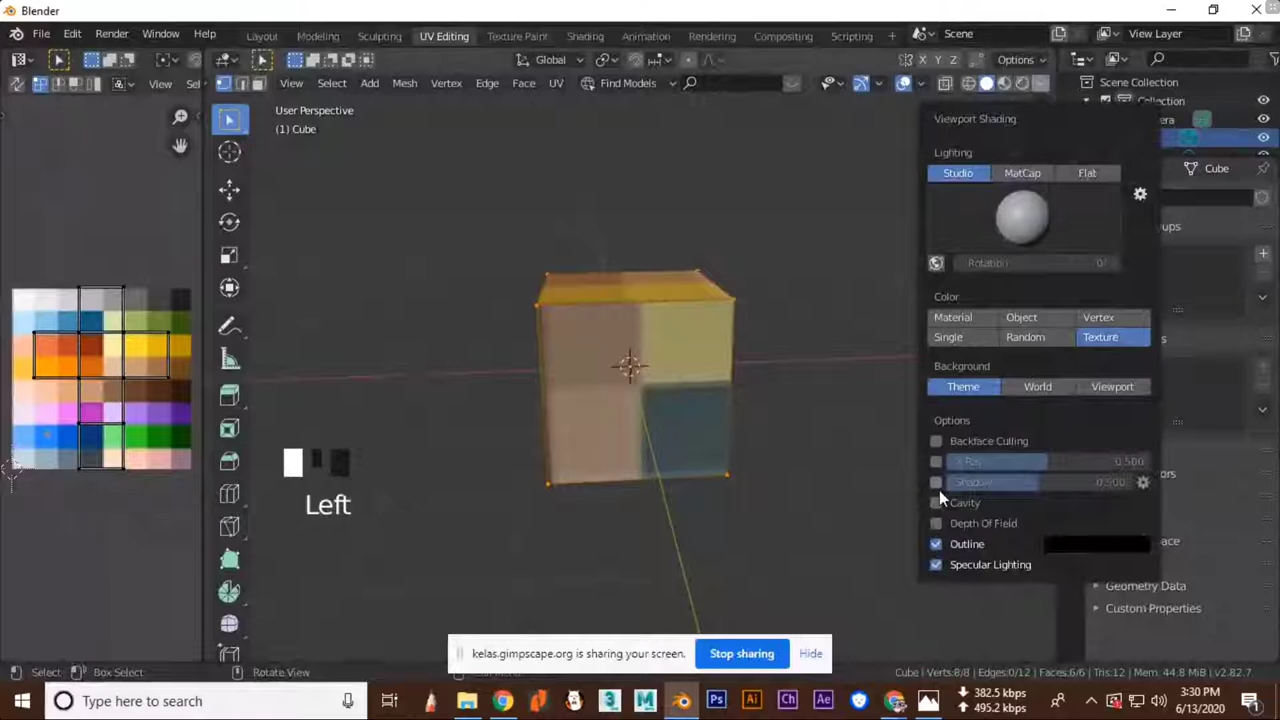 Blender
File Edit Render Window Help Layout Modeling Sculpting UV Editing Texture Paint Shading Animation Rendering Compositing Scripting + Scene View Layer
Global Options
View Sel View Select Add Mesh Vertex Edge Face UV Find Models
X Y Z
Scene Collection
Collection
User Perspective
(1) Cube
Cube
Viewport Shading
Lighting
Studio MatCap Flat
Rotation 0°
Color
Material Object Vertex
Single Random Texture
Background
Theme World Viewport
Options
Backface Culling
X-Ray 0.500
Shadow 0.500
Cavity
Depth Of Field
Outline
Specular Lighting
Geometry Data
Custom Properties
Left
kelas.gimpscape.org is sharing your screen. Stop sharing Hide
Select Box Select Rotate View Cube | Verts:8/8 | Edges:0/12 | Faces:6/6 | Tris:12 | Mem: 44.8 MiB | v2.82.7
Type here to search
Ps Ai Ch Ae
382.5 kbps
495.2 kbps
3:30 PM
6/13/2020